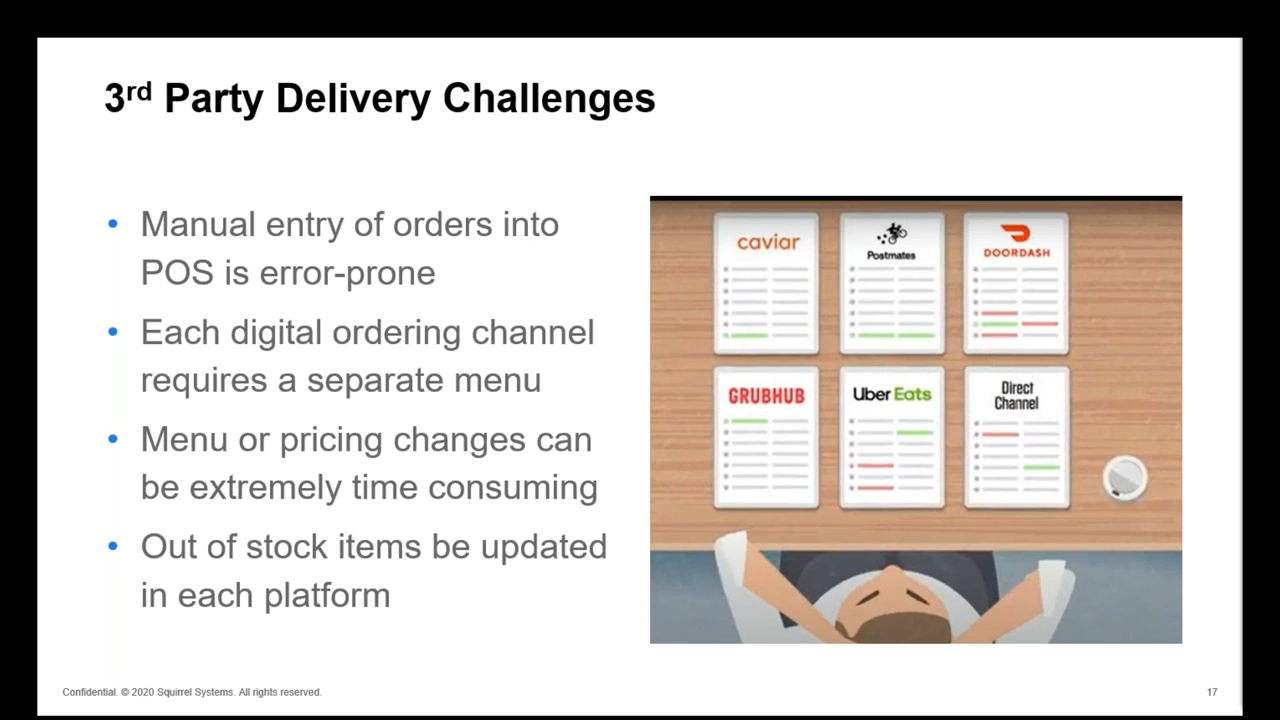 3rd Party Delivery Challenges
• Manual entry of orders into
POS is error-prone
• Each digital ordering channel
requires a separate menu
• Menu or pricing changes can
be extremely time consuming
• Out of stock items be updated
in each platform
caviar
Postmates
DOORDASH
GRUBHUB
Uber Eats
Direct
Channel
Confidential. © 2020 Squirrel Systems. All rights reserved.
17